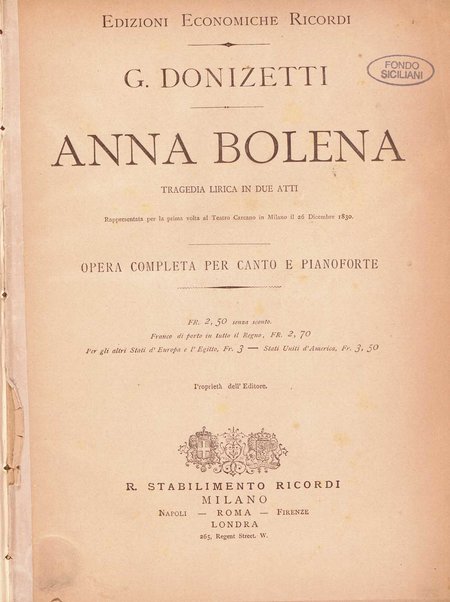 EDIZIONI ECONOMICHE RICORDI
FONDO
SICILIANI
G. DONIZETTI
ANNA BOLENA
TRAGEDIA LIRICA IN DUE ATTI
Rappresentata per la prima volta al Teatro Carcano in Milano il 26 Dicembre 1830.
OPERA COMPLETA PER CANTO E PIANOFORTE
FR. 2, 50 senza sconto.
Franco di porto in tutto il Regno, FR. 2, 70
Per gli altri Stati d'Europa e l'Egitto, Fr. 3 — Stati Uniti d'America, Fr. 3, 50
Proprietà dell'Editore.
R. STABILIMENTO RICORDI
MILANO
NAPOLI — ROMA — FIRENZE
LONDRA
265, Regent Street. W.